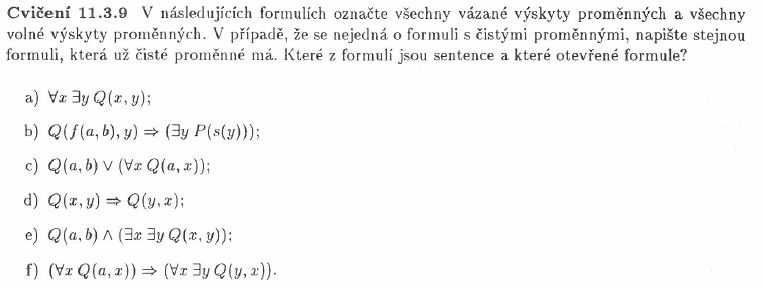 Cvičení 11.3.9 V následujících formulích označte všechny vázané výskyty proměnných a všechny
volné výskyty proměnných. V případě, že se nejedná o formuli s čistými proměnnými, napište stejnou
formuli, která už čisté proměnné má. Které z formulí jsou sentence a které otevřené formule?
a) ∀x ∃y Q(x, y);
b) Q(f(a, b), y) ⇒ (∃y P(s(y)));
c) Q(a, b) ∨ (∀x Q(a, x));
d) Q(x, y) ⇒ Q(y, x);
e) Q(a, b) ∧ (∃x ∃y Q(x, y));
f) (∀x Q(a, x)) ⇒ (∀x ∃y Q(y, x)).